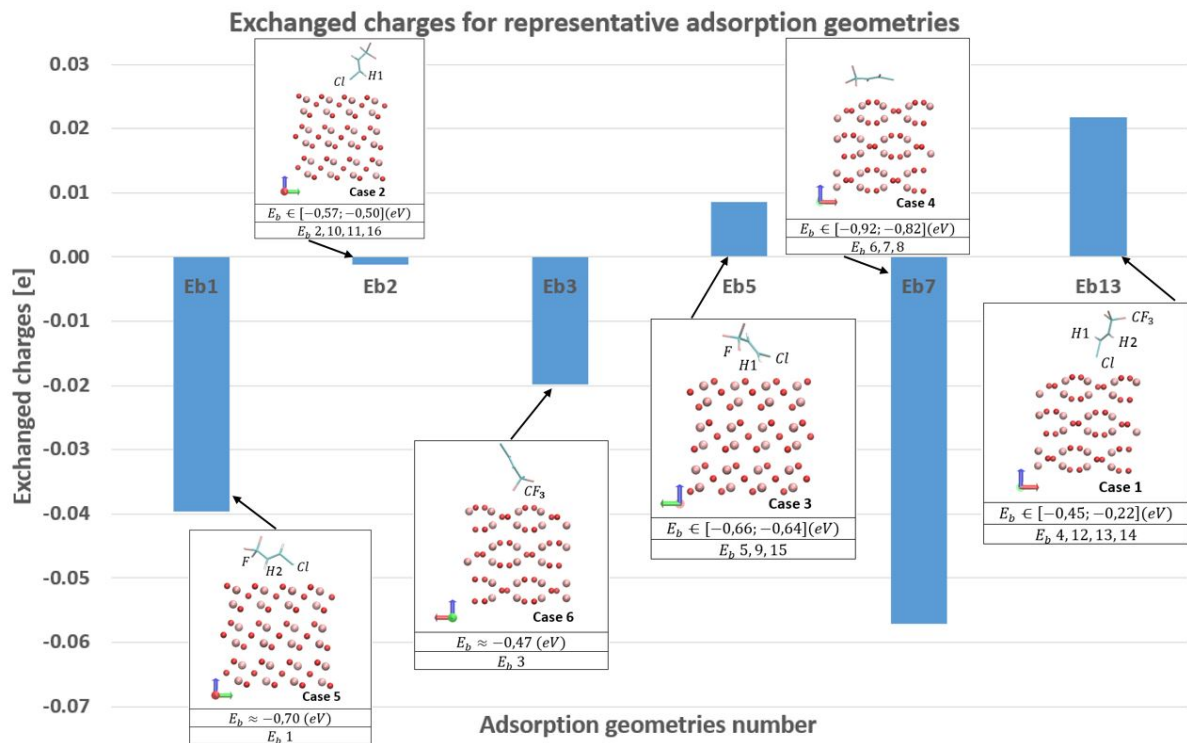 Exchanged charges for representative adsorption geometries
Exchanged charges [e]
0.03
0.02
0.01
0.00
-0.01
-0.02
-0.03
-0.04
-0.05
-0.06
-0.07
Eb1
Eb2
Eb3
Eb5
Eb7
Eb13
Cl
H1
Case 2
E_b ∈ [−0,57; −0,50](eV)
E_b 2, 10, 11, 16
Case 4
E_b ∈ [−0,92; −0,82](eV)
E_b 6, 7, 8
F
H1
Cl
Case 3
E_b ∈ [−0,66; −0,64](eV)
E_b 5, 9, 15
CF_3
H1
H2
Cl
Case 1
E_b ∈ [−0,45; −0,22](eV)
E_b 4, 12, 13, 14
CF_3
Case 6
E_b ≈ −0,47 (eV)
E_b 3
F
H2
Cl
Case 5
E_b ≈ −0,70 (eV)
E_b 1
Adsorption geometries number